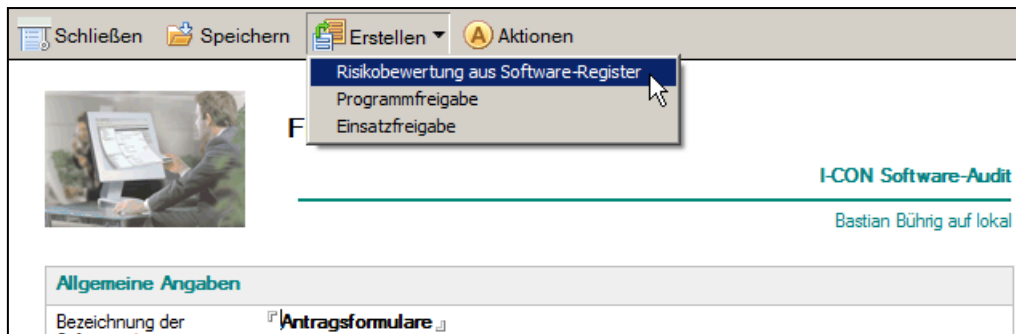 Schließen Speichern Erstellen Aktionen
Risikobewertung aus Software-Register
Programmfreigabe
Einsatzfreigabe
F
I-CON Software-Audit
Bastian Bührig auf lokal
Allgemeine Angaben
Bezeichnung der Antragsformulare